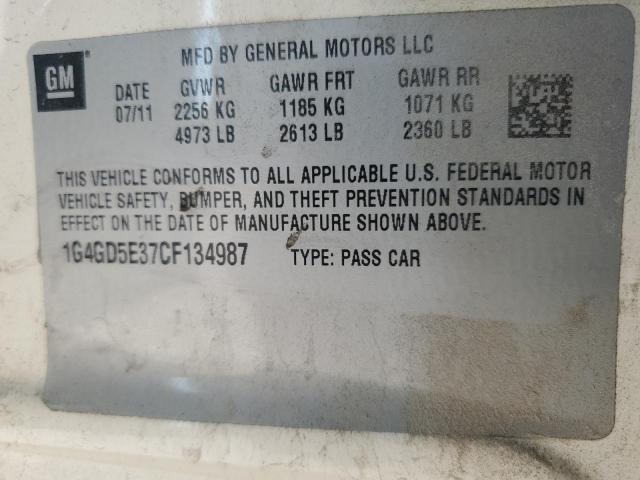 GM
MFD BY GENERAL MOTORS LLC
DATE GVWR GAWR FRT GAWR RR
07/11 2256 KG 1185 KG 1071 KG
4973 LB 2613 LB 2360 LB
THIS VEHICLE CONFORMS TO ALL APPLICABLE U.S. FEDERAL MOTOR
VEHICLE SAFETY, BUMPER, AND THEFT PREVENTION STANDARDS IN
EFFECT ON THE DATE OF MANUFACTURE SHOWN ABOVE.
1G4GD5E37CF134987 TYPE: PASS CAR